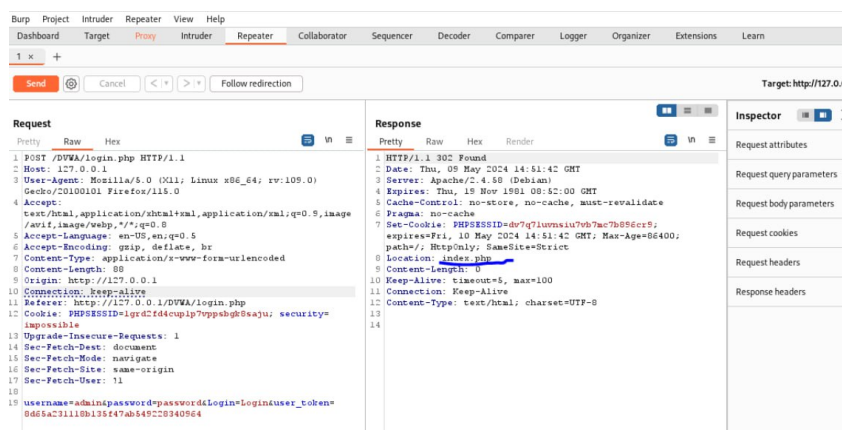 Burp Project Intruder Repeater View Help
Dashboard Target Proxy Intruder Repeater Collaborator Sequencer Decoder Comparer Logger Organizer Extensions Learn
1 × +
Send Cancel < > Follow redirection Target: http://127.0.
Request
Pretty Raw Hex \n
1 POST /DVWA/login.php HTTP/1.1
2 Host: 127.0.0.1
3 User-Agent: Mozilla/5.0 (X11; Linux x86_64; rv:109.0)
Gecko/20100101 Firefox/115.0
4 Accept:
text/html,application/xhtml+xml,application/xml;q=0.9,image
/avif,image/webp,*/*;q=0.8
5 Accept-Language: en-US,en;q=0.5
6 Accept-Encoding: gzip, deflate, br
7 Content-Type: application/x-www-form-urlencoded
8 Content-Length: 88
9 Origin: http://127.0.0.1
10 Connection: keep-alive
11 Referer: http://127.0.0.1/DVWA/login.php
12 Cookie: PHPSESSID=lgrd2fd4cuplp7vppsbgk8saju; security=
impossible
13 Upgrade-Insecure-Requests: 1
14 Sec-Fetch-Dest: document
15 Sec-Fetch-Mode: navigate
16 Sec-Fetch-Site: same-origin
17 Sec-Fetch-User: ?1
18
19 username=admin&password=password&Login=Login&user_token=
8d65a231118b135f47ab549228340964
Response
Pretty Raw Hex Render \n
1 HTTP/1.1 302 Found
2 Date: Thu, 09 May 2024 14:51:42 GMT
3 Server: Apache/2.4.58 (Debian)
4 Expires: Thu, 19 Nov 1981 08:52:00 GMT
5 Cache-Control: no-store, no-cache, must-revalidate
6 Pragma: no-cache
7 Set-Cookie: PHPSESSID=dv7q7luvnsiu7vb7mc7b896cr9;
expires=Fri, 10 May 2024 14:51:42 GMT; Max-Age=86400;
path=/; HttpOnly; SameSite=Strict
8 Location: index.php
9 Content-Length: 0
10 Keep-Alive: timeout=5, max=100
11 Connection: Keep-Alive
12 Content-Type: text/html; charset=UTF-8
13
14
Inspector
Request attributes
Request query parameters
Request body parameters
Request cookies
Request headers
Response headers